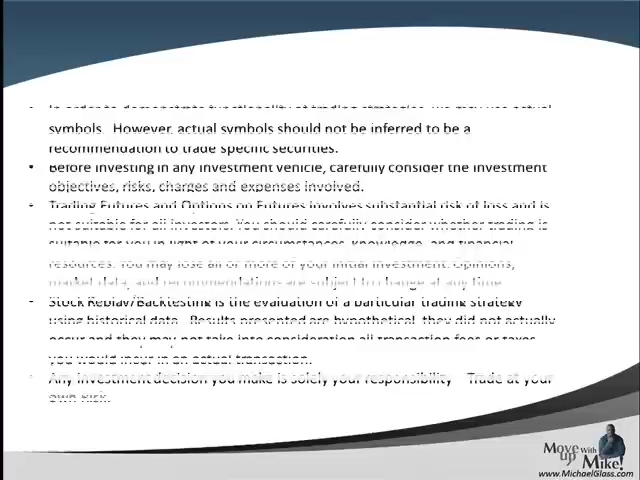 In order to demonstrate functionality of trading strategies, we may use actual
symbols.  However, actual symbols should not be inferred to be a
recommendation to trade specific securities.
Before investing in any investment vehicle, carefully consider the investment
objectives, risks, charges and expenses involved.
Trading Futures and Options on Futures involves substantial risk of loss and is
not suitable for all investors. You should carefully consider whether trading is
suitable for you in light of your circumstances, knowledge, and financial
resources. You may lose all or more of your initial investment. Opinions,
market data, and recommendations are subject to change at any time.
Stock Replay/Backtesting is the evaluation of a particular trading strategy
using historical data.  Results presented are hypothetical, they did not actually
occur and they may not take into consideration all transaction fees or taxes
you would incur in an actual transaction.
Any investment decision you make is solely your responsibility.  Trade at your
own risk.
Move up With Mike!
www.MichaelGlass.com